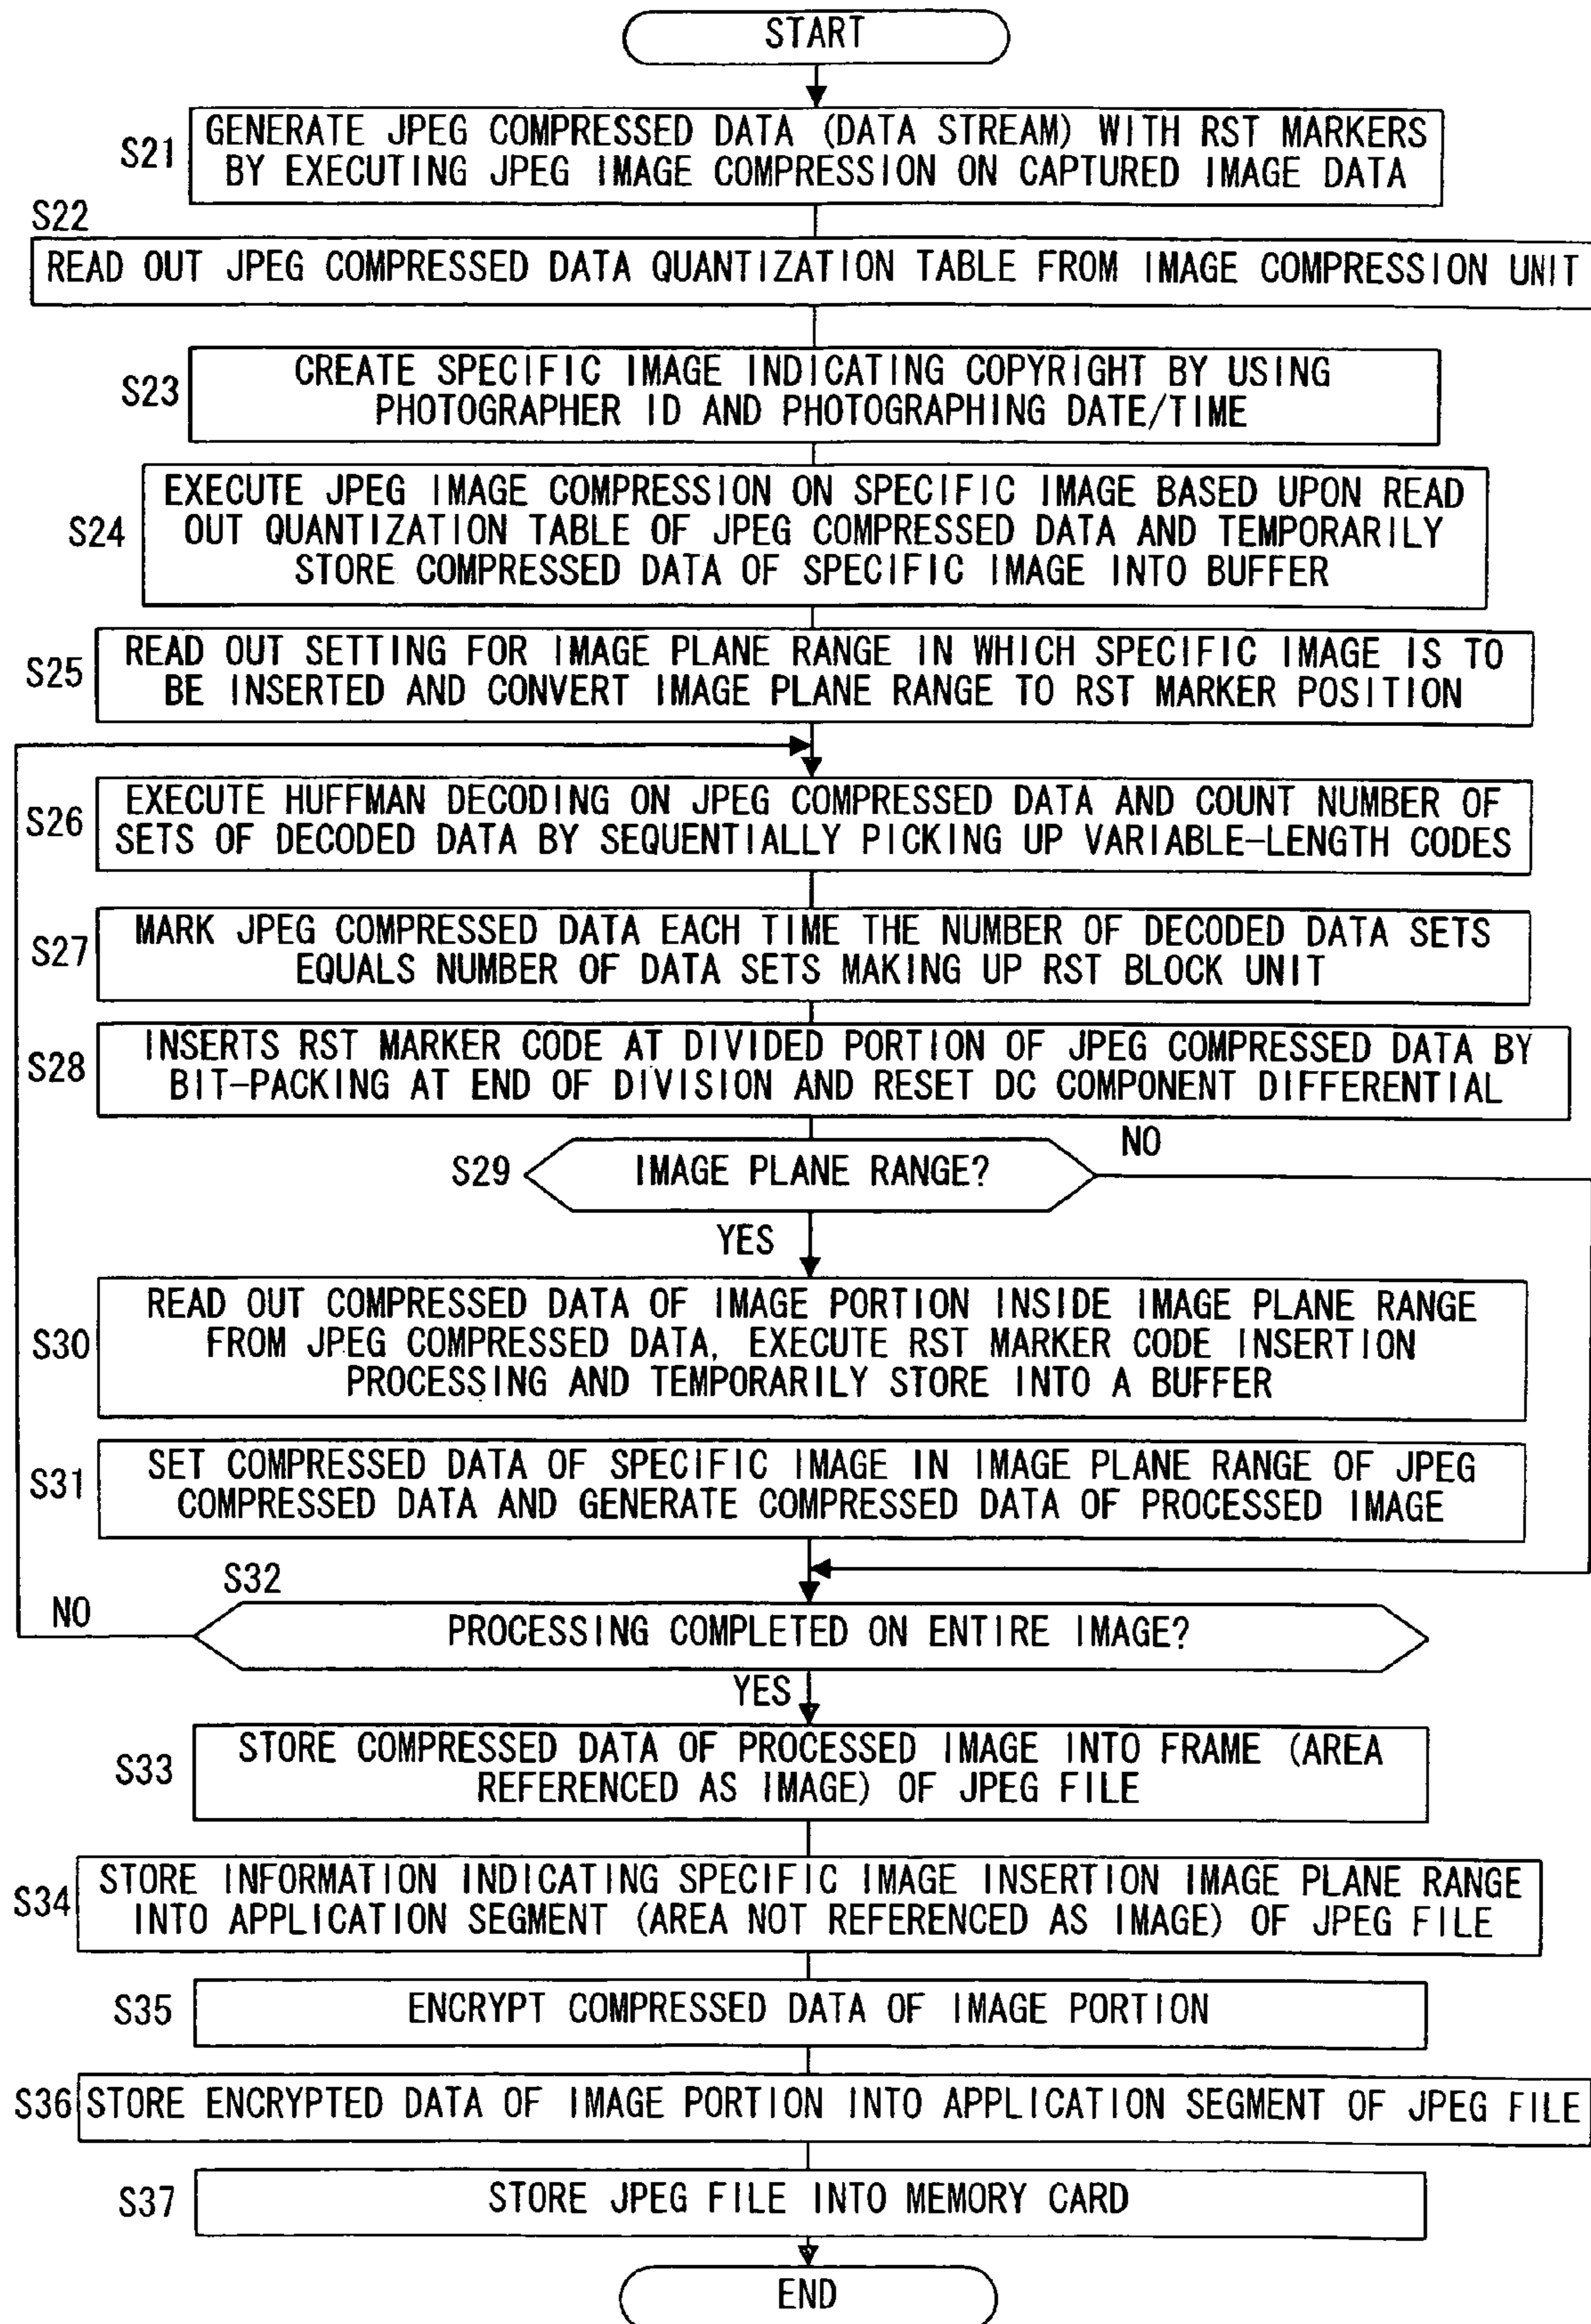 START
S21
GENERATE JPEG COMPRESSED DATA (DATA STREAM) WITH RST MARKERS
BY EXECUTING JPEG IMAGE COMPRESSION ON CAPTURED IMAGE DATA
S22
READ OUT JPEG COMPRESSED DATA QUANTIZATION TABLE FROM IMAGE COMPRESSION UNIT
S23
CREATE SPECIFIC IMAGE INDICATING COPYRIGHT BY USING
PHOTOGRAPHER ID AND PHOTOGRAPHING DATE/TIME
S24
EXECUTE JPEG IMAGE COMPRESSION ON SPECIFIC IMAGE BASED UPON READ
OUT QUANTIZATION TABLE OF JPEG COMPRESSED DATA AND TEMPORARILY
STORE COMPRESSED DATA OF SPECIFIC IMAGE INTO BUFFER
S25
READ OUT SETTING FOR IMAGE PLANE RANGE IN WHICH SPECIFIC IMAGE IS TO
BE INSERTED AND CONVERT IMAGE PLANE RANGE TO RST MARKER POSITION
S26
EXECUTE HUFFMAN DECODING ON JPEG COMPRESSED DATA AND COUNT NUMBER OF
SETS OF DECODED DATA BY SEQUENTIALLY PICKING UP VARIABLE-LENGTH CODES
S27
MARK JPEG COMPRESSED DATA EACH TIME THE NUMBER OF DECODED DATA SETS
EQUALS NUMBER OF DATA SETS MAKING UP RST BLOCK UNIT
S28
INSERTS RST MARKER CODE AT DIVIDED PORTION OF JPEG COMPRESSED DATA BY
BIT-PACKING AT END OF DIVISION AND RESET DC COMPONENT DIFFERENTIAL
S29
IMAGE PLANE RANGE?
NO
YES
S30
READ OUT COMPRESSED DATA OF IMAGE PORTION INSIDE IMAGE PLANE RANGE
FROM JPEG COMPRESSED DATA, EXECUTE RST MARKER CODE INSERTION
PROCESSING AND TEMPORARILY STORE INTO A BUFFER
S31
SET COMPRESSED DATA OF SPECIFIC IMAGE IN IMAGE PLANE RANGE OF JPEG
COMPRESSED DATA AND GENERATE COMPRESSED DATA OF PROCESSED IMAGE
S32
NO
PROCESSING COMPLETED ON ENTIRE IMAGE?
YES
S33
STORE COMPRESSED DATA OF PROCESSED IMAGE INTO FRAME (AREA
REFERENCED AS IMAGE) OF JPEG FILE
S34
STORE INFORMATION INDICATING SPECIFIC IMAGE INSERTION IMAGE PLANE RANGE
INTO APPLICATION SEGMENT (AREA NOT REFERENCED AS IMAGE) OF JPEG FILE
S35
ENCRYPT COMPRESSED DATA OF IMAGE PORTION
S36
STORE ENCRYPTED DATA OF IMAGE PORTION INTO APPLICATION SEGMENT OF JPEG FILE
S37
STORE JPEG FILE INTO MEMORY CARD
END